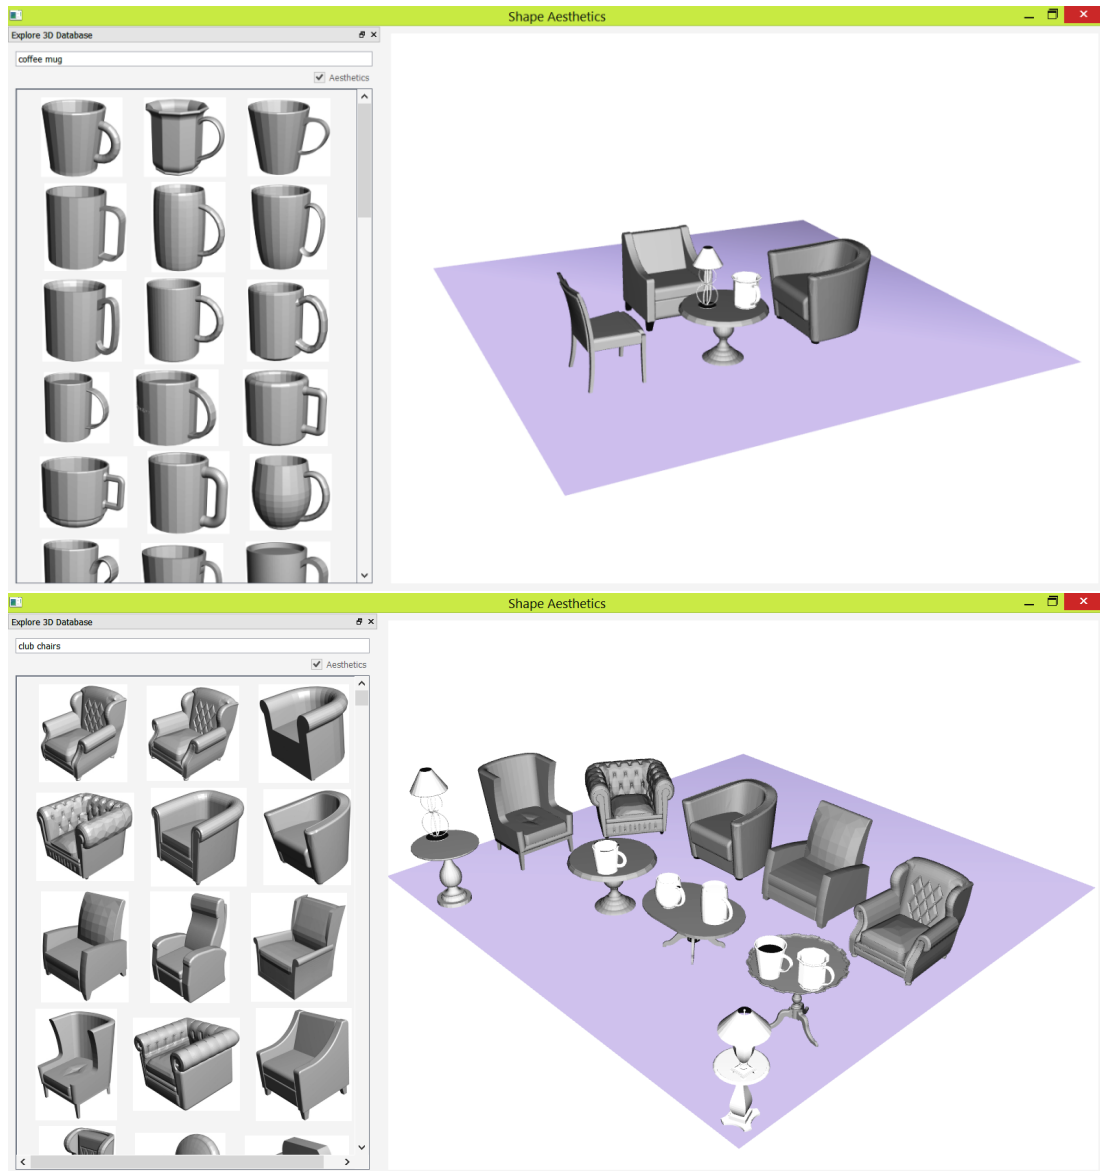 Shape Aesthetics
Explore 3D Database
coffee mug
Aesthetics
Shape Aesthetics
Explore 3D Database
club chairs
Aesthetics